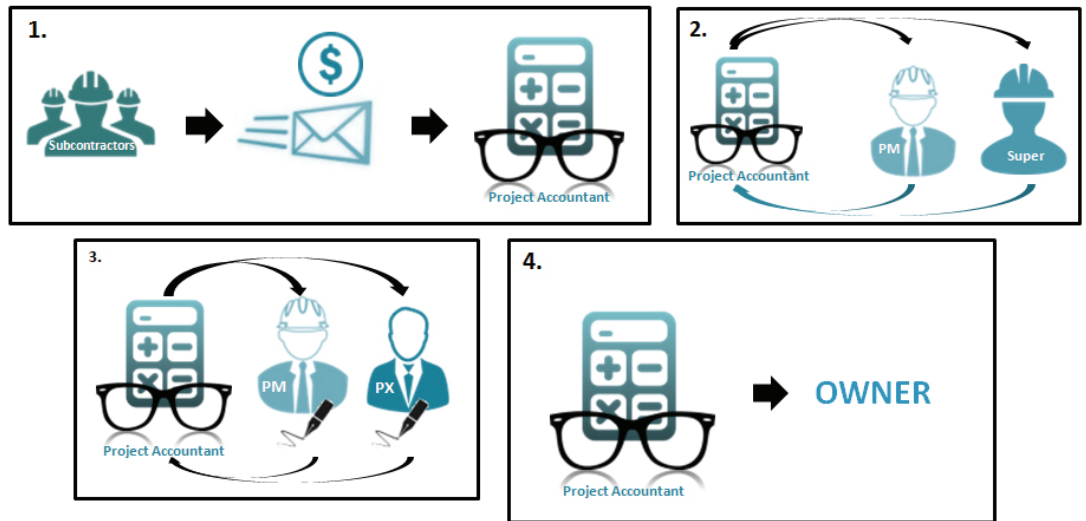 1.
$
Subcontractors
Project Accountant
2.
PM
Super
Project Accountant
3.
PM
PX
Project Accountant
4.
OWNER
Project Accountant